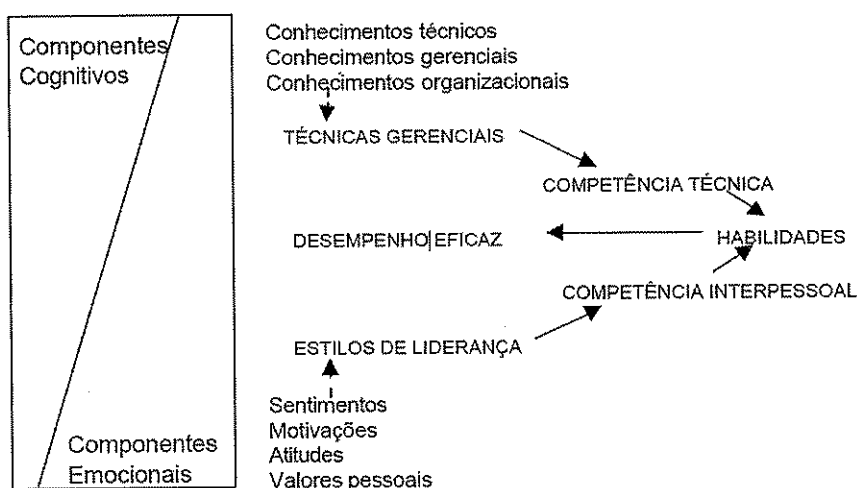 Componentes
Cognitivos
Conhecimentos técnicos
Conhecimentos gerenciais
Conhecimentos organizacionais
TÉCNICAS GERENCIAIS
COMPETÊNCIA TÉCNICA
DESEMPENHO|EFICAZ
HABILIDADES
COMPETÊNCIA INTERPESSOAL
ESTILOS DE LIDERANÇA
Sentimentos
Motivações
Atitudes
Valores pessoais
Componentes
Emocionais